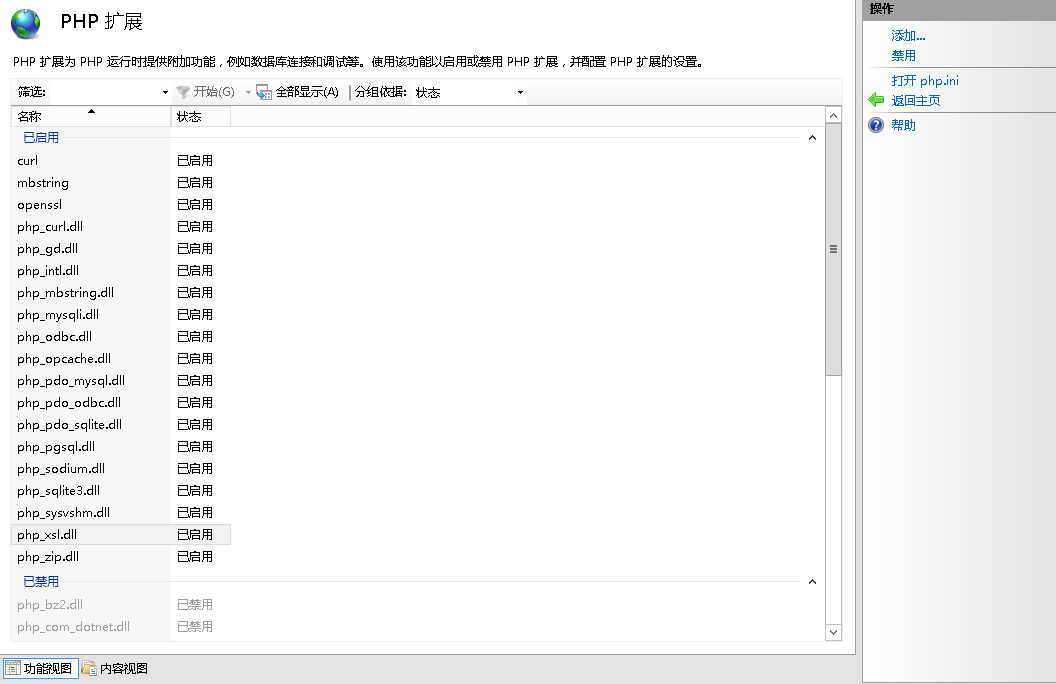 PHP 扩展
PHP 扩展为 PHP 运行时提供附加功能，例如数据库连接和调试等。使用该功能以启用或禁用 PHP 扩展，并配置 PHP 扩展的设置。
筛选: 开始(G) 全部显示(A) 分组依据: 状态
名称 状态
已启用
curl 已启用
mbstring 已启用
openssl 已启用
php_curl.dll 已启用
php_gd.dll 已启用
php_intl.dll 已启用
php_mbstring.dll 已启用
php_mysqli.dll 已启用
php_odbc.dll 已启用
php_opcache.dll 已启用
php_pdo_mysql.dll 已启用
php_pdo_odbc.dll 已启用
php_pdo_sqlite.dll 已启用
php_pgsql.dll 已启用
php_sodium.dll 已启用
php_sqlite3.dll 已启用
php_sysvshm.dll 已启用
php_xsl.dll 已启用
php_zip.dll 已启用
已禁用
php_bz2.dll 已禁用
php_com_dotnet.dll 已禁用
功能视图 内容视图
操作
添加...
禁用
打开 php.ini
返回主页
帮助